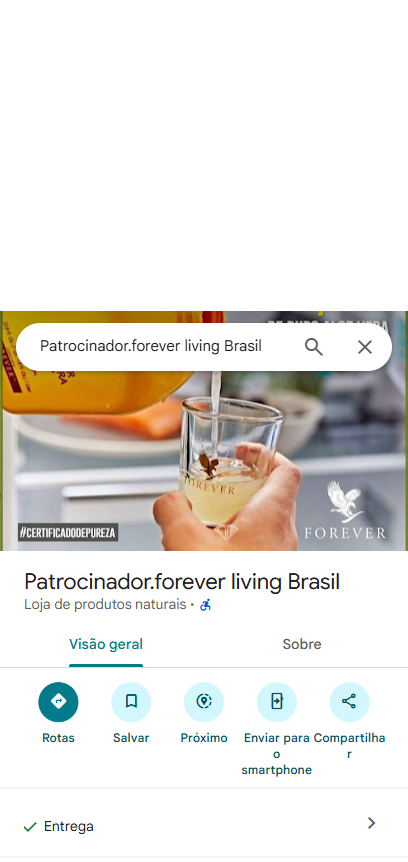 Patrocinador.forever living Brasil
FOREVER
#CERTIFICADODEPUREZA
FOREVER
Patrocinador.forever living Brasil
Loja de produtos naturais ·
Visão geral
Sobre
Rotas
Salvar
Próximo
Enviar para
o
smartphone
Compartilha
r
Entrega